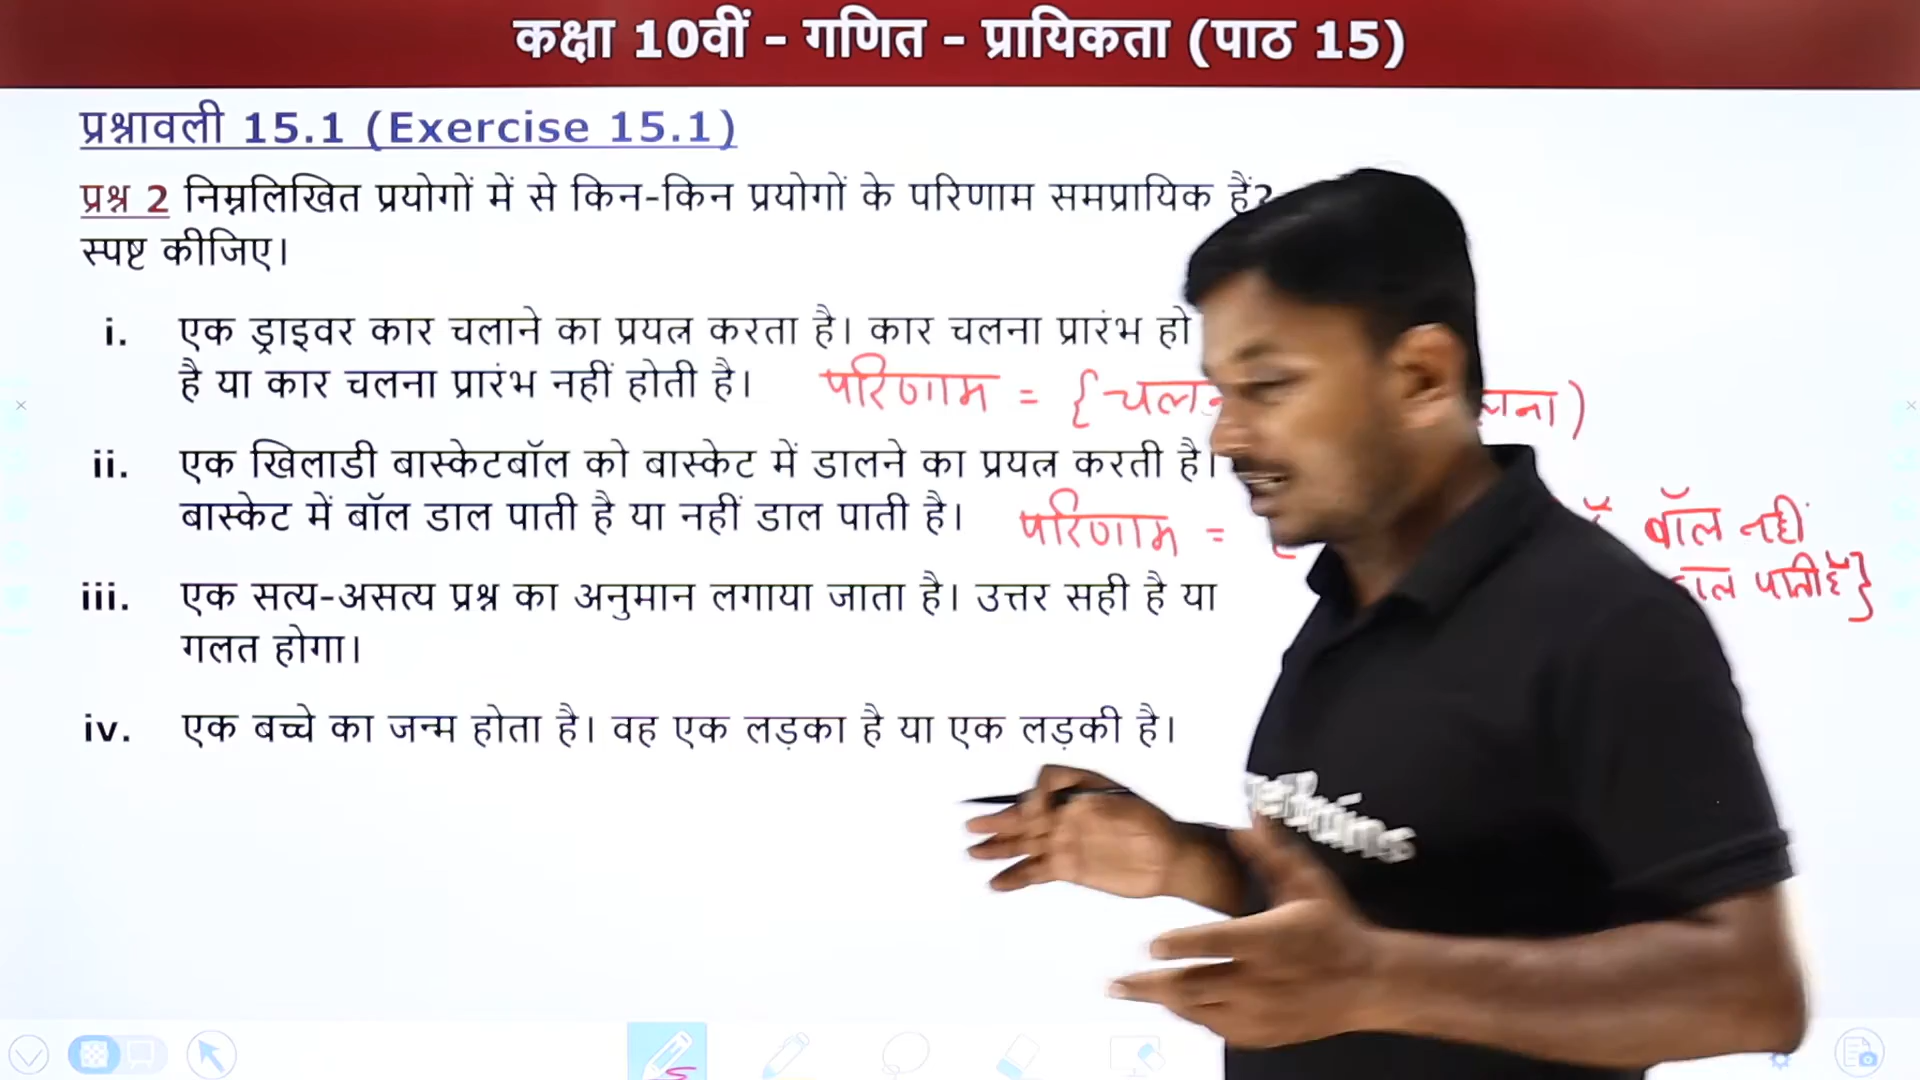 कक्षा 10वीं - गणित - प्रायिकता (पाठ 15)
प्रश्नावली 15.1 (Exercise 15.1)
प्रश्न 2 निम्नलिखित प्रयोगों में से किन-किन प्रयोगों के परिणाम समप्रायिक हैं?
स्पष्ट कीजिए।
i. एक ड्राइवर कार चलाने का प्रयत्न करता है। कार चलना प्रारंभ हो
है या कार चलना प्रारंभ नहीं होती है। परिणाम = {
ii. एक खिलाडी बास्केटबॉल को बास्केट में डालने का प्रयत्न करती है।
बास्केट में बॉल डाल पाती है या नहीं डाल पाती है। परिणाम = { बॉल नहीं
पाती है}
iii. एक सत्य-असत्य प्रश्न का अनुमान लगाया जाता है। उत्तर सही है या
गलत होगा।
iv. एक बच्चे का जन्म होता है। वह एक लड़का है या एक लड़की है।